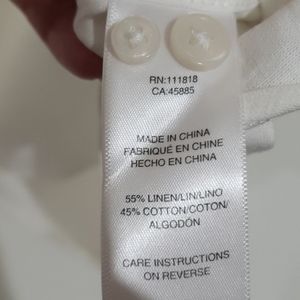 RN:111818
CA:45885
MADE IN CHINA
FABRIQUÉ EN CHINE
HECHO EN CHINA
55% LINEN/LIN/LINO
45% COTTON/COTON/
ALGODÓN
CARE INSTRUCTIONS
ON REVERSE